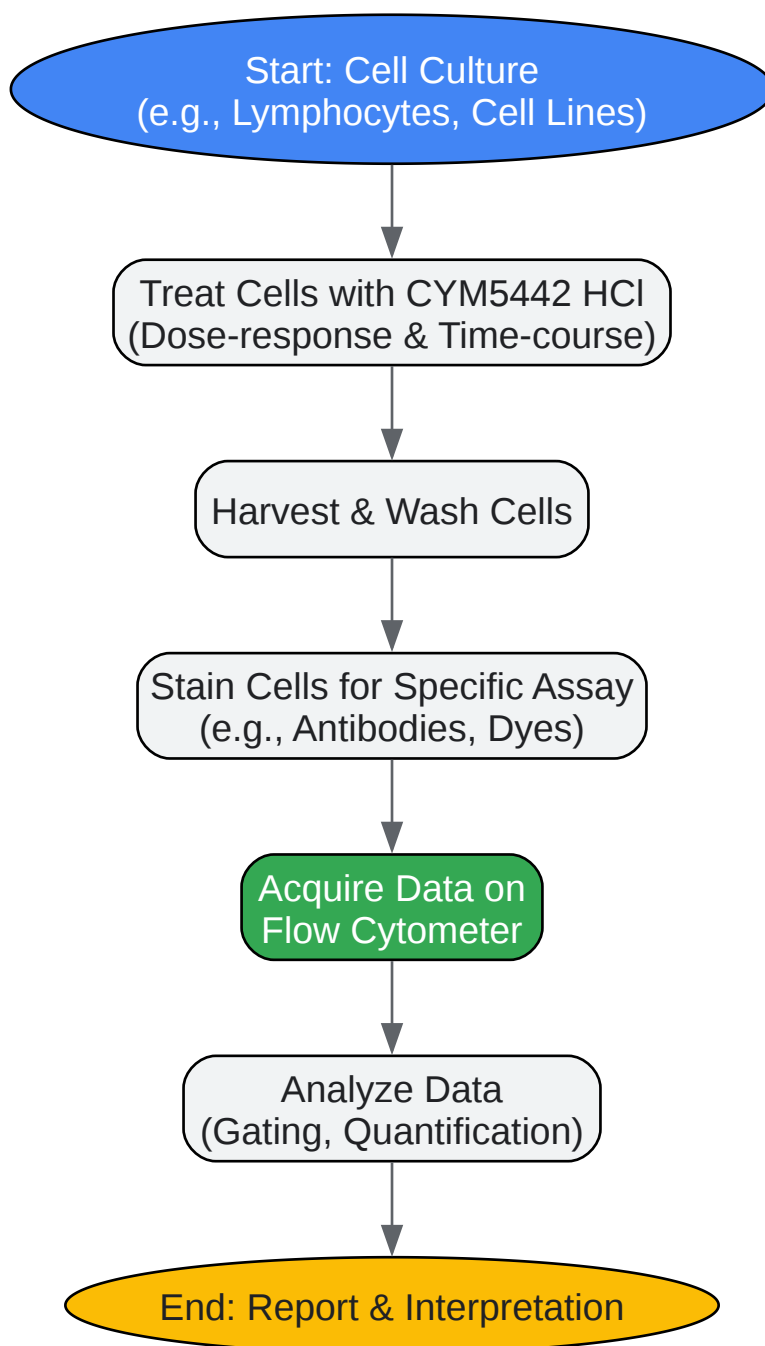 Start: Cell Culture
(e.g., Lymphocytes, Cell Lines)
Treat Cells with CYM5442 HCl
(Dose-response & Time-course)
Harvest & Wash Cells
Stain Cells for Specific Assay
(e.g., Antibodies, Dyes)
Acquire Data on
Flow Cytometer
Analyze Data
(Gating, Quantification)
End: Report & Interpretation